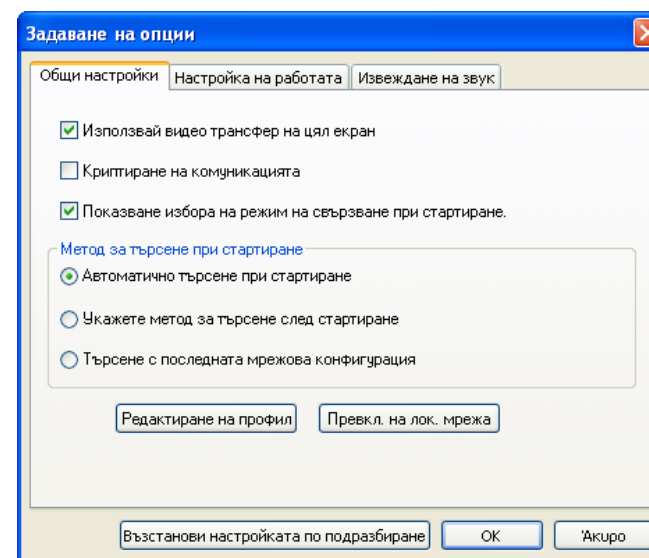 Задаване на опции
Общи настройки Настройка на работата Извеждане на звук
Използвай видео трансфер на цял екран
Криптиране на комуникацията
Показване избора на режим на свързване при стартиране.
Метод за търсене при стартиране
Автоматично търсене при стартиране
Укажете метод за търсене след стартиране
Търсене с последната мрежова конфигурация
Редактиране на профил Превкл. на лок. мрежа
Възстанови настройката по подразбиране OK 'Акиро